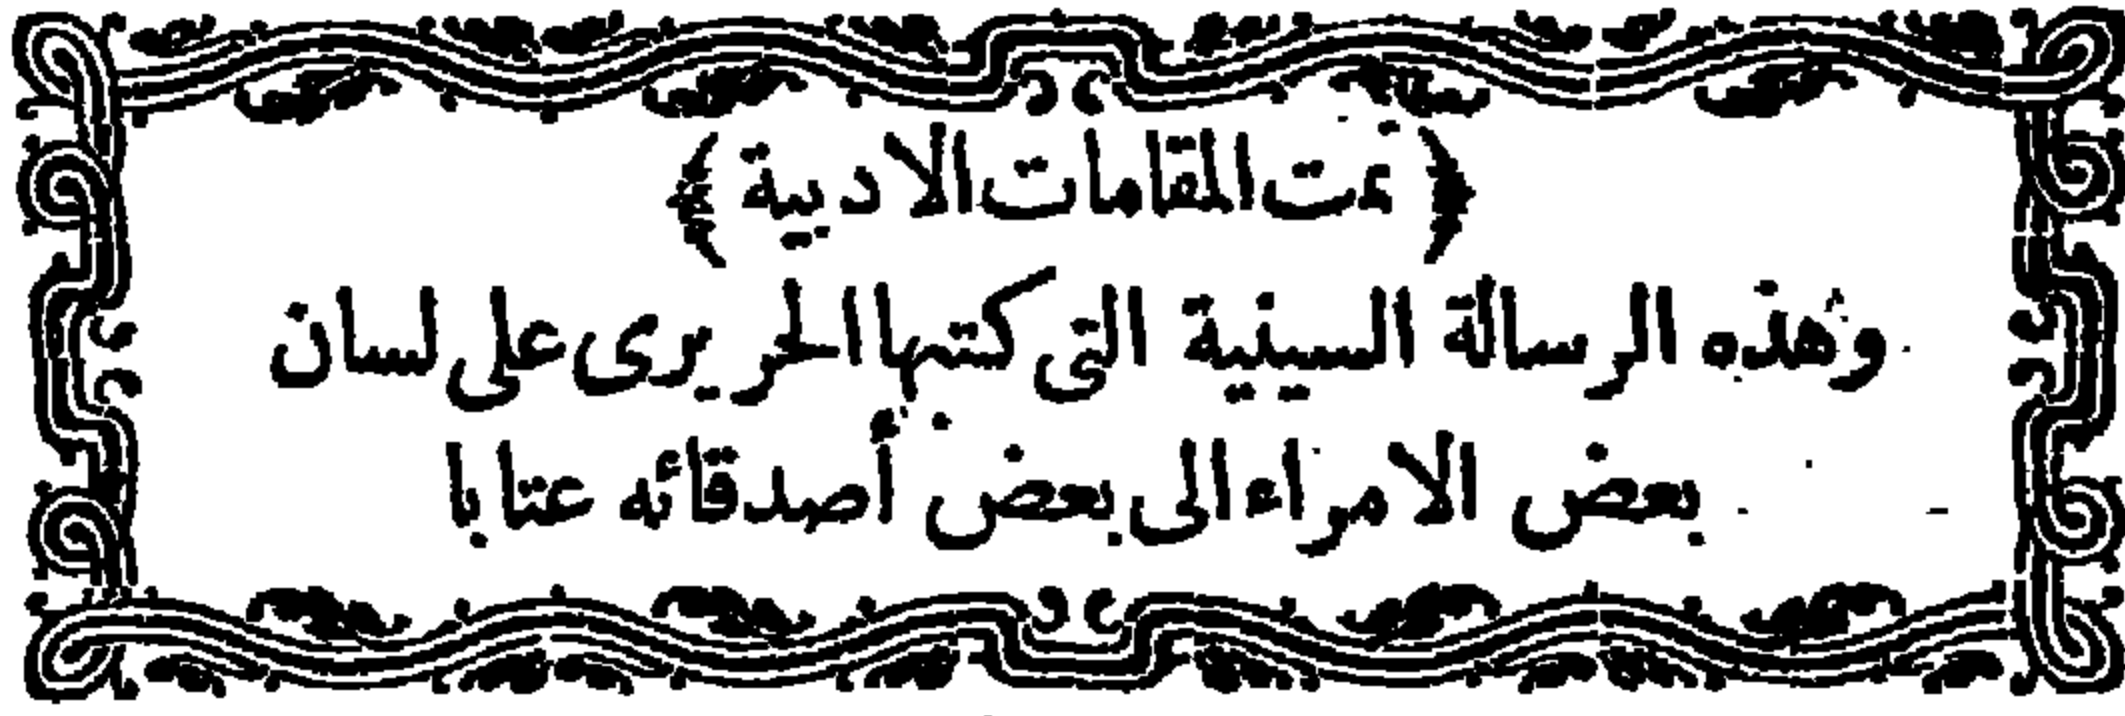 ﴿ تمت المقامات الادبية ﴾
وهذه الرسالة السينية التى كتبها الحريرى على لسان
بعض الامراء الى بعض أصدقائه عتابا